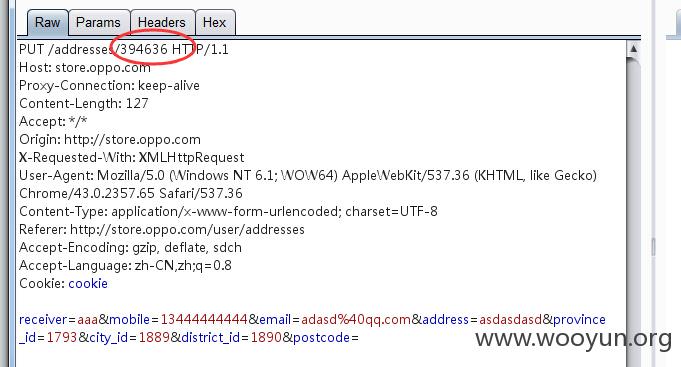 Raw Params Headers Hex
PUT /addresses/394636 HTTP/1.1
Host: store.oppo.com
Proxy-Connection: keep-alive
Content-Length: 127
Accept: */*
Origin: http://store.oppo.com
X-Requested-With: XMLHttpRequest
User-Agent: Mozilla/5.0 (Windows NT 6.1; WOW64) AppleWebKit/537.36 (KHTML, like Gecko)
Chrome/43.0.2357.65 Safari/537.36
Content-Type: application/x-www-form-urlencoded; charset=UTF-8
Referer: http://store.oppo.com/user/addresses
Accept-Encoding: gzip, deflate, sdch
Accept-Language: zh-CN,zh;q=0.8
Cookie: cookie
receiver=aaa&mobile=13444444444&email=adasd%40qq.com&address=asdasdasd&province
_id=1793&city_id=1889&district_id=1890&postcode=
www.wooyun.org